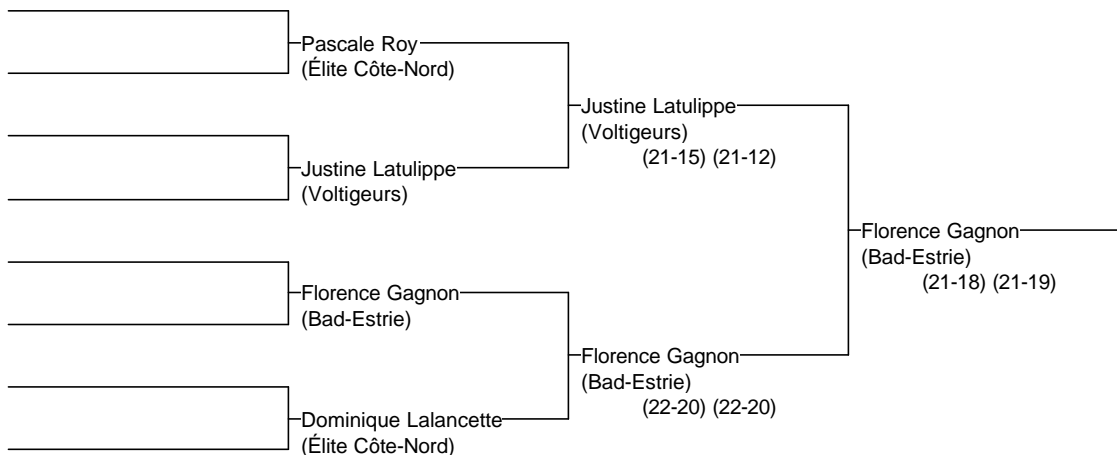 Pascale Roy
(Élite Côte-Nord)
Justine Latulippe
(Voltigeurs)
(21-15) (21-12)
Justine Latulippe
(Voltigeurs)
Florence Gagnon
(Bad-Estrie)
(21-18) (21-19)
Florence Gagnon
(Bad-Estrie)
Florence Gagnon
(Bad-Estrie)
(22-20) (22-20)
Dominique Lalancette
(Élite Côte-Nord)